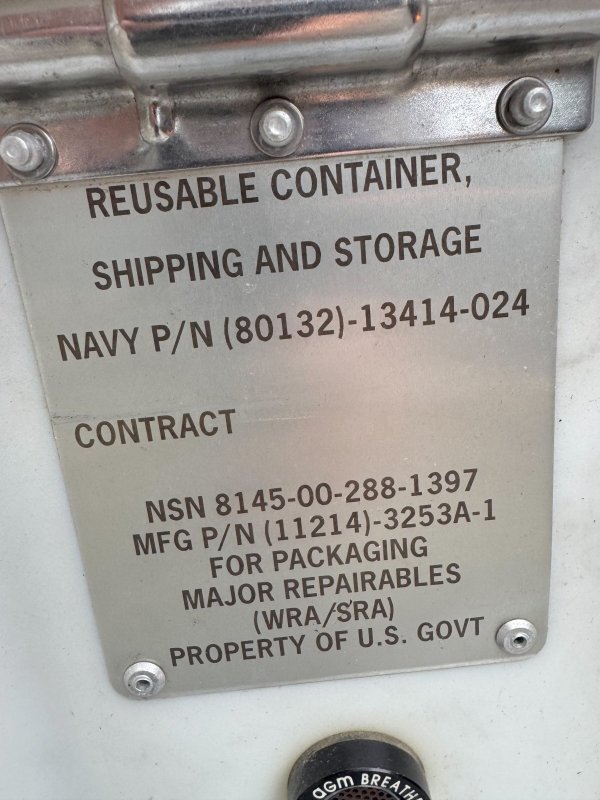 REUSABLE CONTAINER,
SHIPPING AND STORAGE
NAVY P/N (80132)-13414-024
CONTRACT
NSN 8145-00-288-1397
MFG P/N (11214)-3253A-1
FOR PACKAGING
MAJOR REPAIRABLES
(WRA/SRA)
PROPERTY OF U.S. GOVT
agm